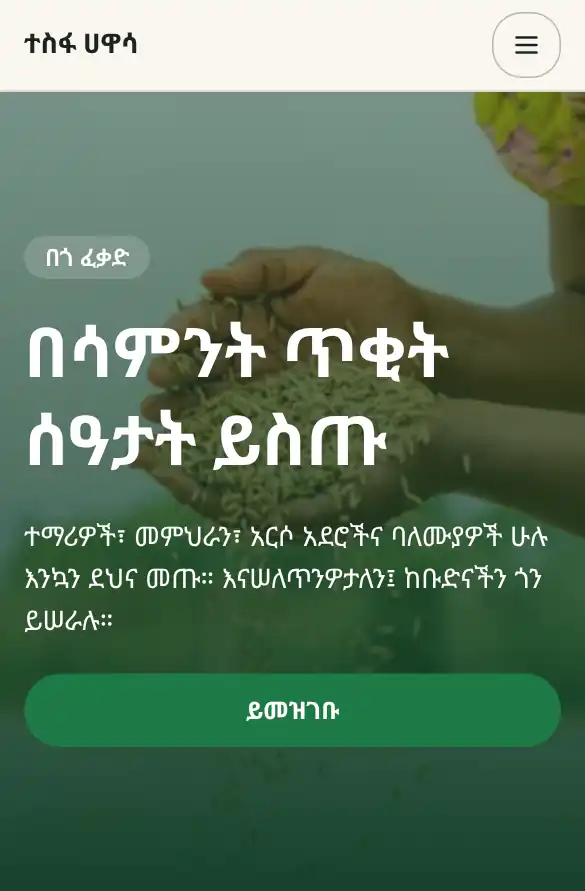 ተስፋ ሀዋሳ
በጎ ፈቃድ
በሳምንት ጥቂት
ሰዓታት ይስጡ
ተማሪዎች፣ መምህራን፣ አርሶ አደሮችና ባለሙያዎች ሁሉ
እንኳን ደህና መጡ። እናሠለጥንዎታለን፤ ከቡድናችን ጎን
ይሠራሉ።
ይመዝገቡ